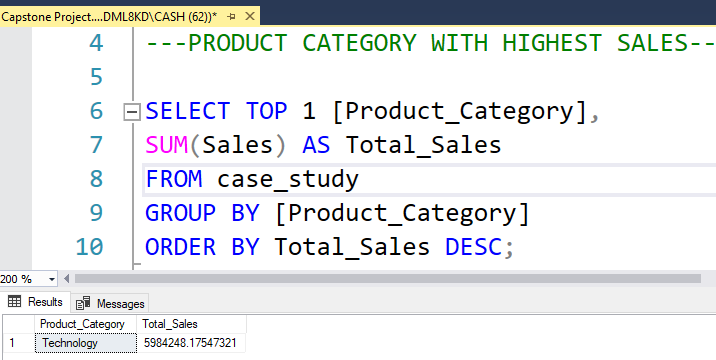 Capstone Project....DML8KD\CASH (62))*
4 ---PRODUCT CATEGORY WITH HIGHEST SALES--
5
6 SELECT TOP 1 [Product_Category],
7 SUM(Sales) AS Total_Sales
8 FROM case_study
9 GROUP BY [Product_Category]
10 ORDER BY Total_Sales DESC;
200 %
Results Messages
Product_Category Total_Sales
1 Technology 5984248.17547321